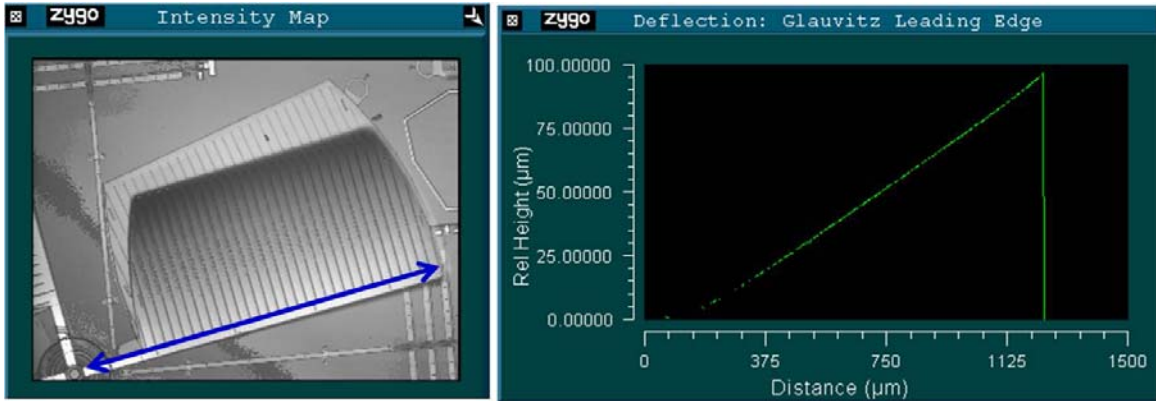 zygo Intensity Map
zygo Deflection: Glauvitz Leading Edge
100.00000
75.00000
50.00000
25.00000
0.00000
Rel Height (µm)
0 375 750 1125 1500
Distance (µm)